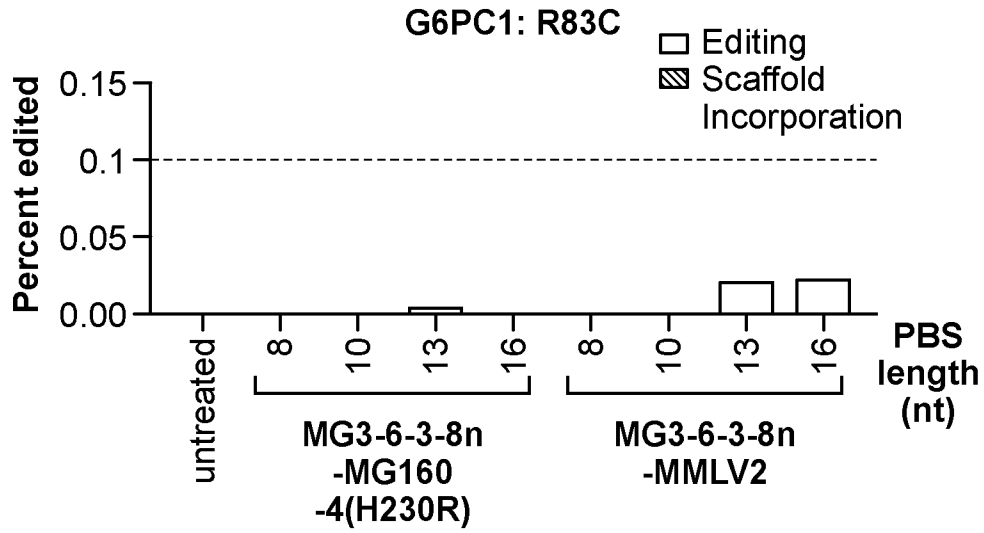 G6PC1: R83C
Editing
Scaffold
Incorporation
Percent edited
0.15
0.1
0.05
0.00
untreated
8
10
13
16
8
10
13
16
PBS
length
(nt)
MG3-6-3-8n
-MG160
-4(H230R)
MG3-6-3-8n
-MMLV2